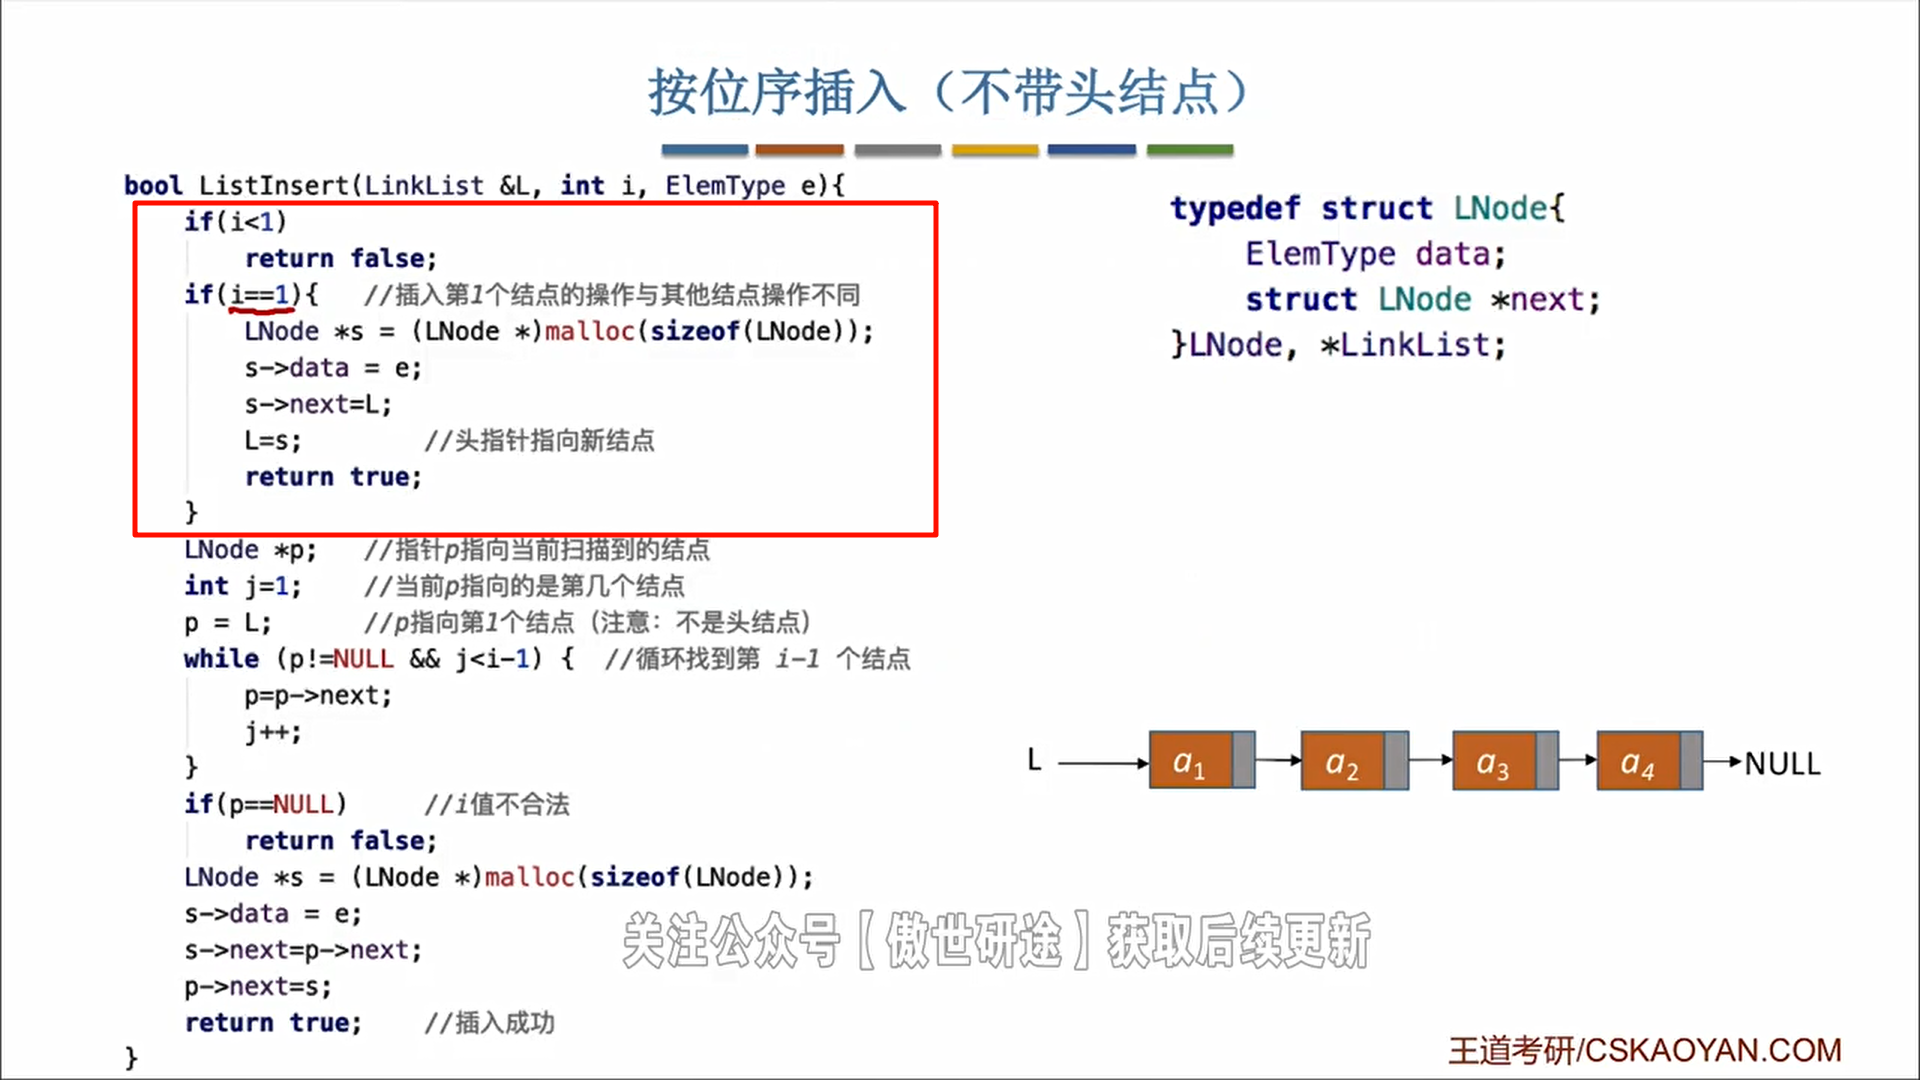 按位序插入（不带头结点）
bool ListInsert(LinkList &L, int i, ElemType e){
if(i<1)
return false;
if(i==1){ //插入第1个结点的操作与其他结点操作不同
LNode *s = (LNode *)malloc(sizeof(LNode));
s->data = e;
s->next=L;
L=s; //头指针指向新结点
return true;
}
LNode *p; //指针p指向当前扫描到的结点
int j=1; //当前p指向的是第几个结点
p = L; //p指向第1个结点（注意：不是头结点）
while (p!=NULL && j<i-1) { //循环找到第 i-1 个结点
p=p->next;
j++;
}
if(p==NULL) //i值不合法
return false;
LNode *s = (LNode *)malloc(sizeof(LNode));
s->data = e;
s->next=p->next;
p->next=s;
return true; //插入成功
}
typedef struct LNode{
ElemType data;
struct LNode *next;
}LNode, *LinkList;
L a1 a2 a3 a4 NULL
关注公众号【傲世研途】获取后续更新
王道考研/CSKAOYAN.COM